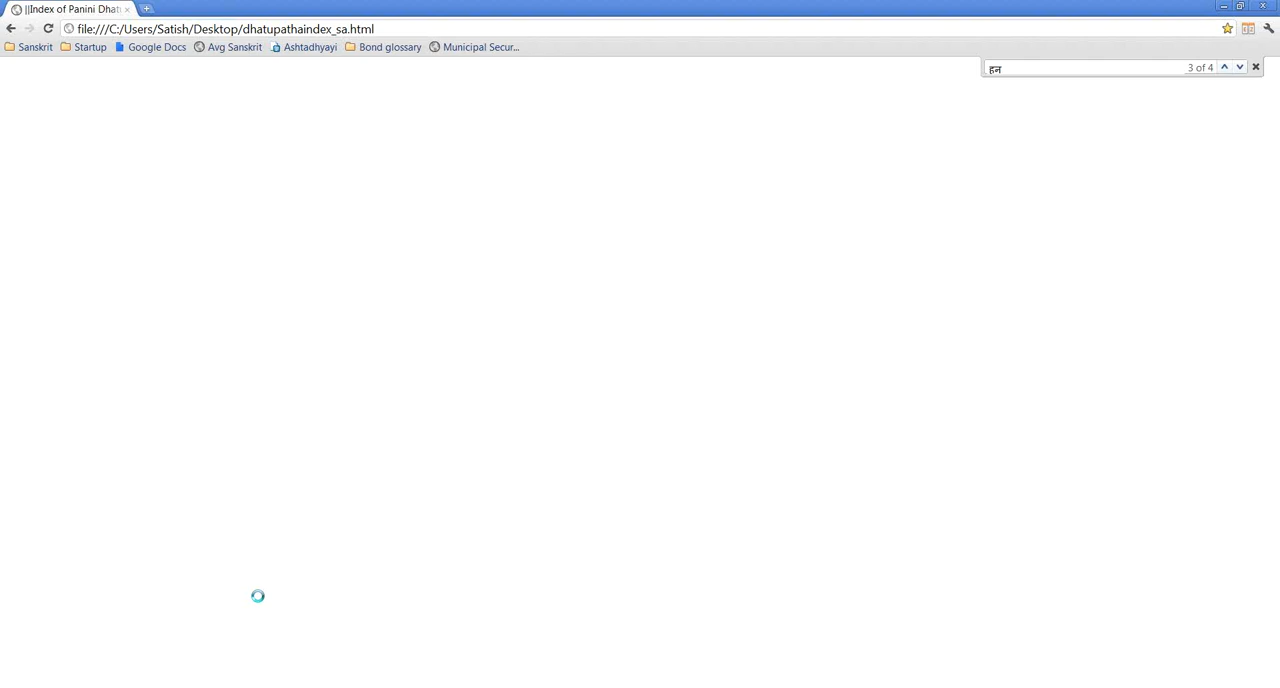 ||Index of Panini Dhatu
file:///C:/Users/Satish/Desktop/dhatupathaindex_sa.html
Sanskrit Startup Google Docs Avg Sanskrit Ashtadhyayi Bond glossary Municipal Secur...
हन 3 of 4